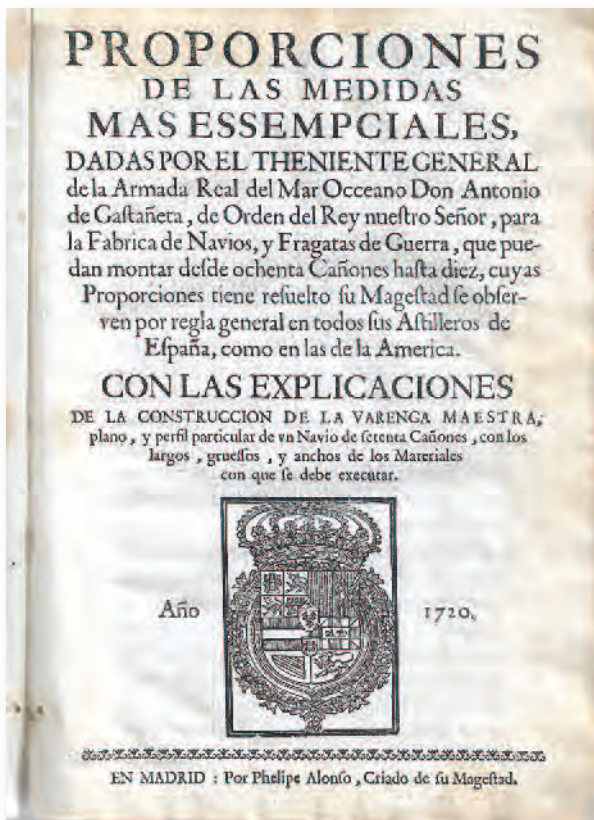 PROPORCIONES
DE LAS MEDIDAS
MAS ESSEMPCIALES,
DADAS POR EL THENIENTE GENERAL
de la Armada Real del Mar Occeano Don Antonio
de Gaſtañeta, de Orden del Rey nueſtro Señor, para
la Fabrica de Navios, y Fragatas de Guerra, que pue-
dan montar deſde ochenta Cañones haſta diez, cuyas
Proporciones tiene reſuelto ſu Mageſtad ſe obſer-
ven por regla general en todos ſus Aſtilleros de
Eſpaña, como en las de la America.
CON LAS EXPLICACIONES
DE LA CONSTRUCCION DE LA VARENGA MAESTRA,
plano, y perfil particular de vn Navio de ſetenta Cañones, con los
largos, grueſſos, y anchos de los Materiales
con que ſe debe executar.
Año 1720.
EN MADRID : Por Phelipe Alonſo, Criado de ſu Mageſtad.